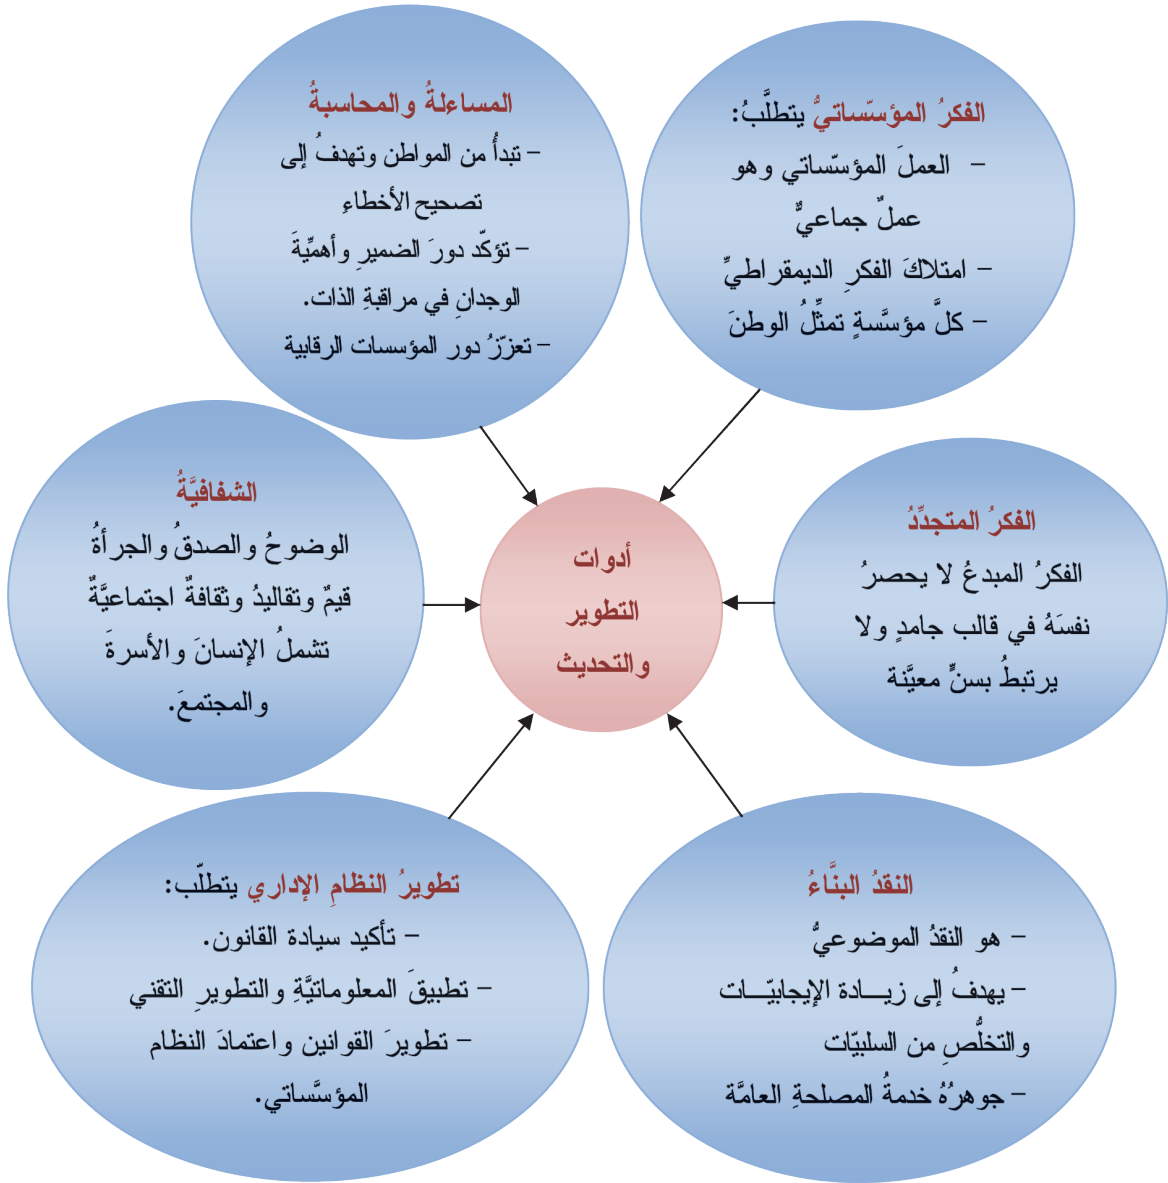 الفكرُ المؤسّساتيُّ يتطلَّبُ:
– العملَ المؤسّساتي وهو
عملٌ جماعيٌّ
– امتلاكَ الفكرِ الديمقراطيِّ
– كلَّ مؤسَّسةٍ تمثِّلُ الوطنَ
المساءلةُ والمحاسبةُ
– تبدأُ من المواطن وتهدفُ إلى
تصحيح الأخطاءِ
– تؤكّد دورَ الضميرِ وأهمِّيةَ
الوجدانِ في مراقبةِ الذات.
– تعزّزُ دور المؤسسات الرقابية
الفكرُ المتجدِّدُ
الفكرُ المبدعُ لا يحصرُ
نفسَهُ في قالب جامدٍ ولا
يرتبطُ بسنٍّ معيَّنة
أدوات
التطوير
والتحديث
الشفافيَّةُ
الوضوحُ والصدقُ والجرأةُ
قيمٌ وتقاليدُ وثقافةٌ اجتماعيَّةٌ
تشملُ الإنسانَ والأسرةَ
والمجتمعَ.
النقدُ البنَّاءُ
– هو النقدُ الموضوعيُّ
– يهدفُ إلى زيـــادة الإيجابيّـــات
والتخلُّصِ من السلبيّات
– جوهرُهُ خدمةُ المصلحةِ العامَّة
تطويرُ النظامِ الإداري يتطلّب:
– تأكيد سيادة القانون.
– تطبيقَ المعلوماتيَّةِ والتطويرِ التقني
– تطويرَ القوانين واعتمادَ النظام
المؤسَّساتي.